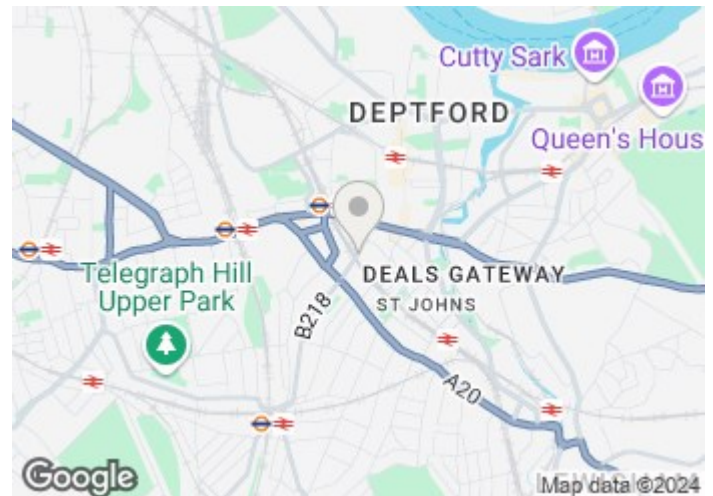 Cutty Sark
DEPTFORD
Queen's Hous
DEALS GATEWAY
ST JOHNS
Telegraph Hill
Upper Park
B218
A20
Google
Map data ©2024